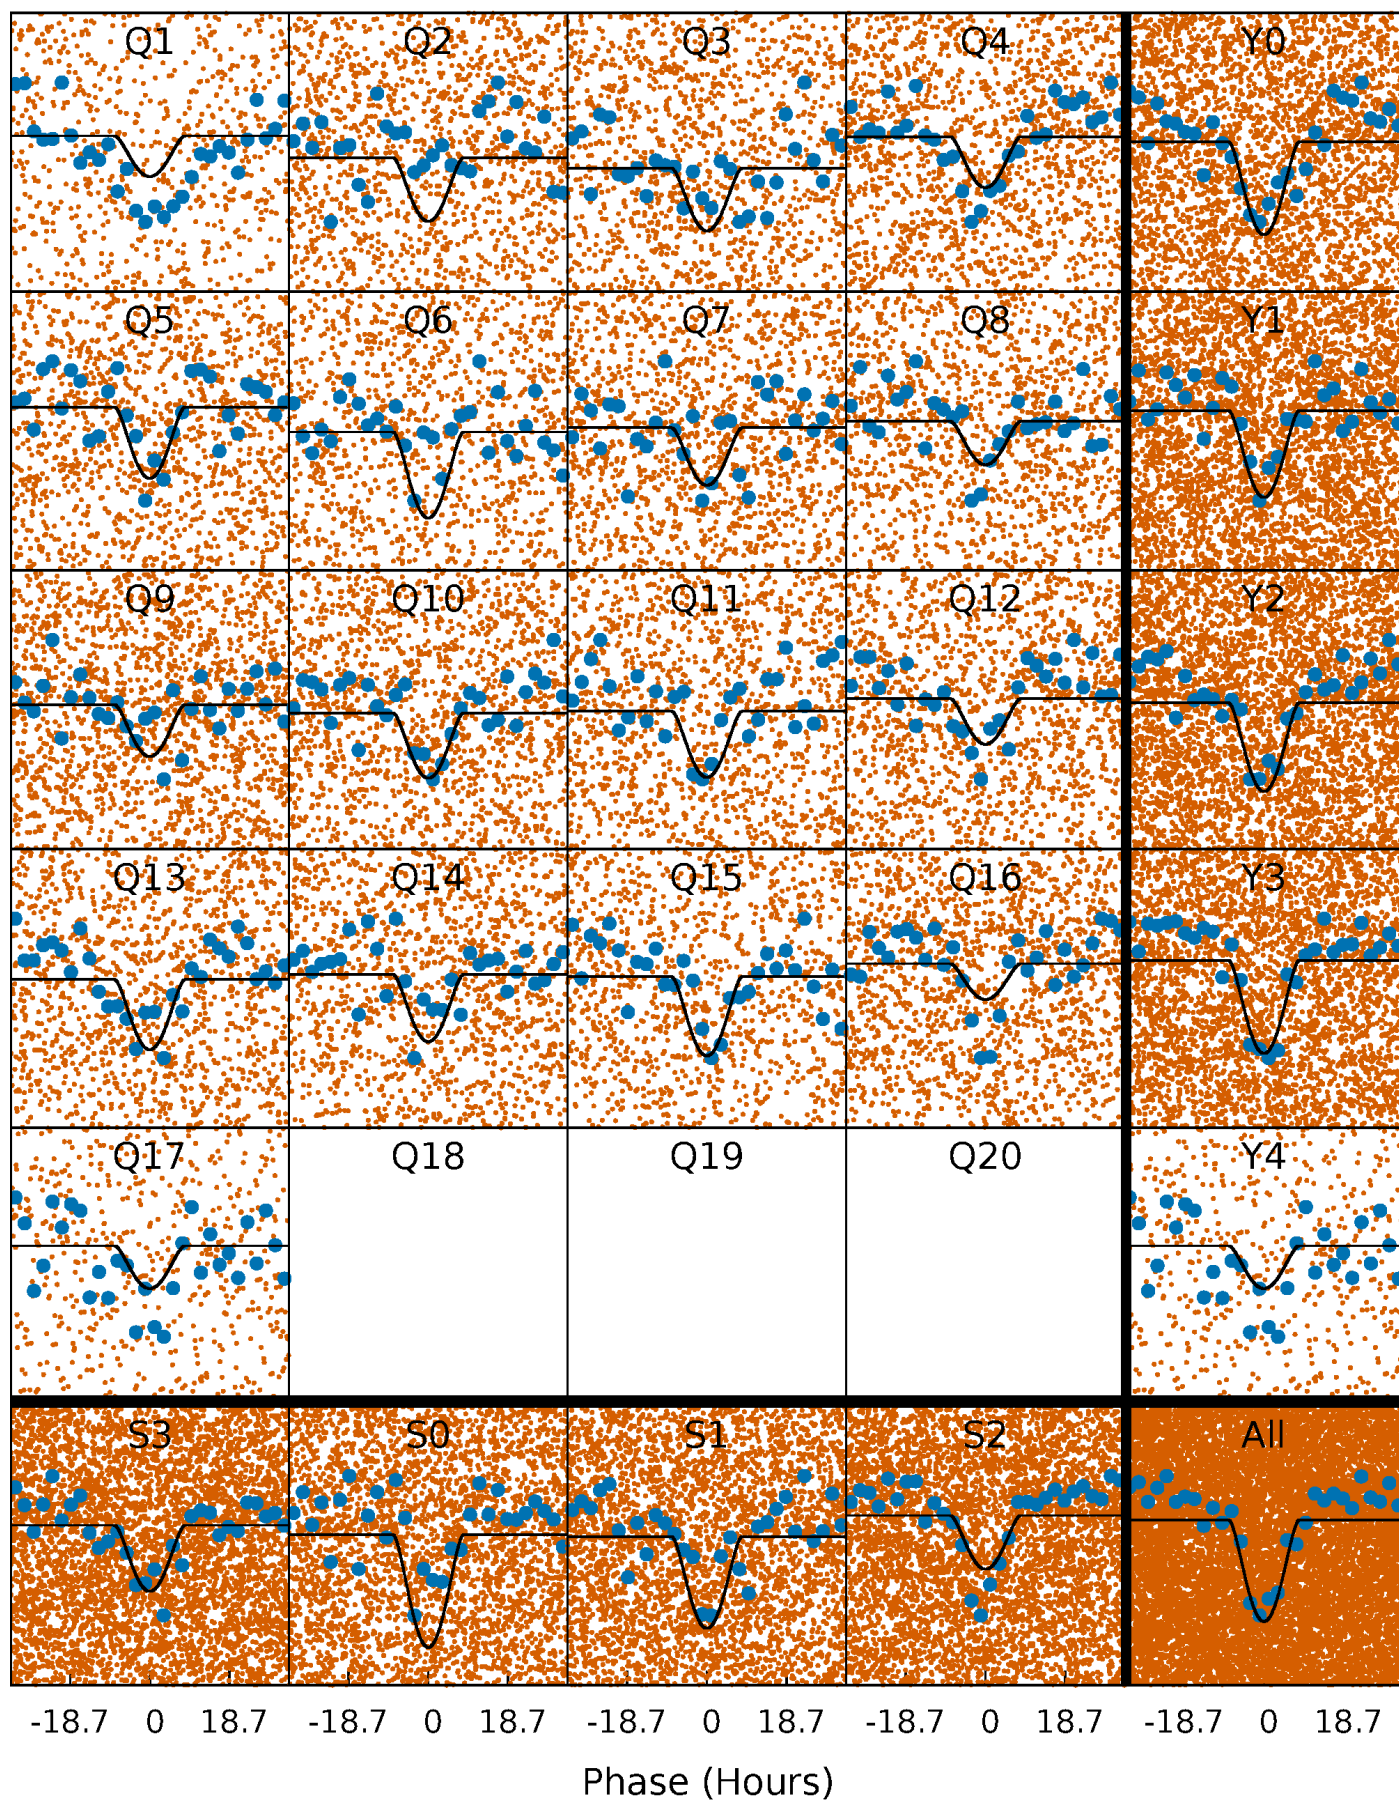 Q1 Q2 Q3 Q4 Y0
Q5 Q6 Q7 Q8 Y1
Q9 Q10 Q11 Q12 Y2
Q13 Q14 Q15 Q16 Y3
Q17 Q18 Q19 Q20 Y4
S3 S0 S1 S2 All
-18.7 0 18.7 -18.7 0 18.7 -18.7 0 18.7 -18.7 0 18.7 -18.7 0 18.7
Phase (Hours)